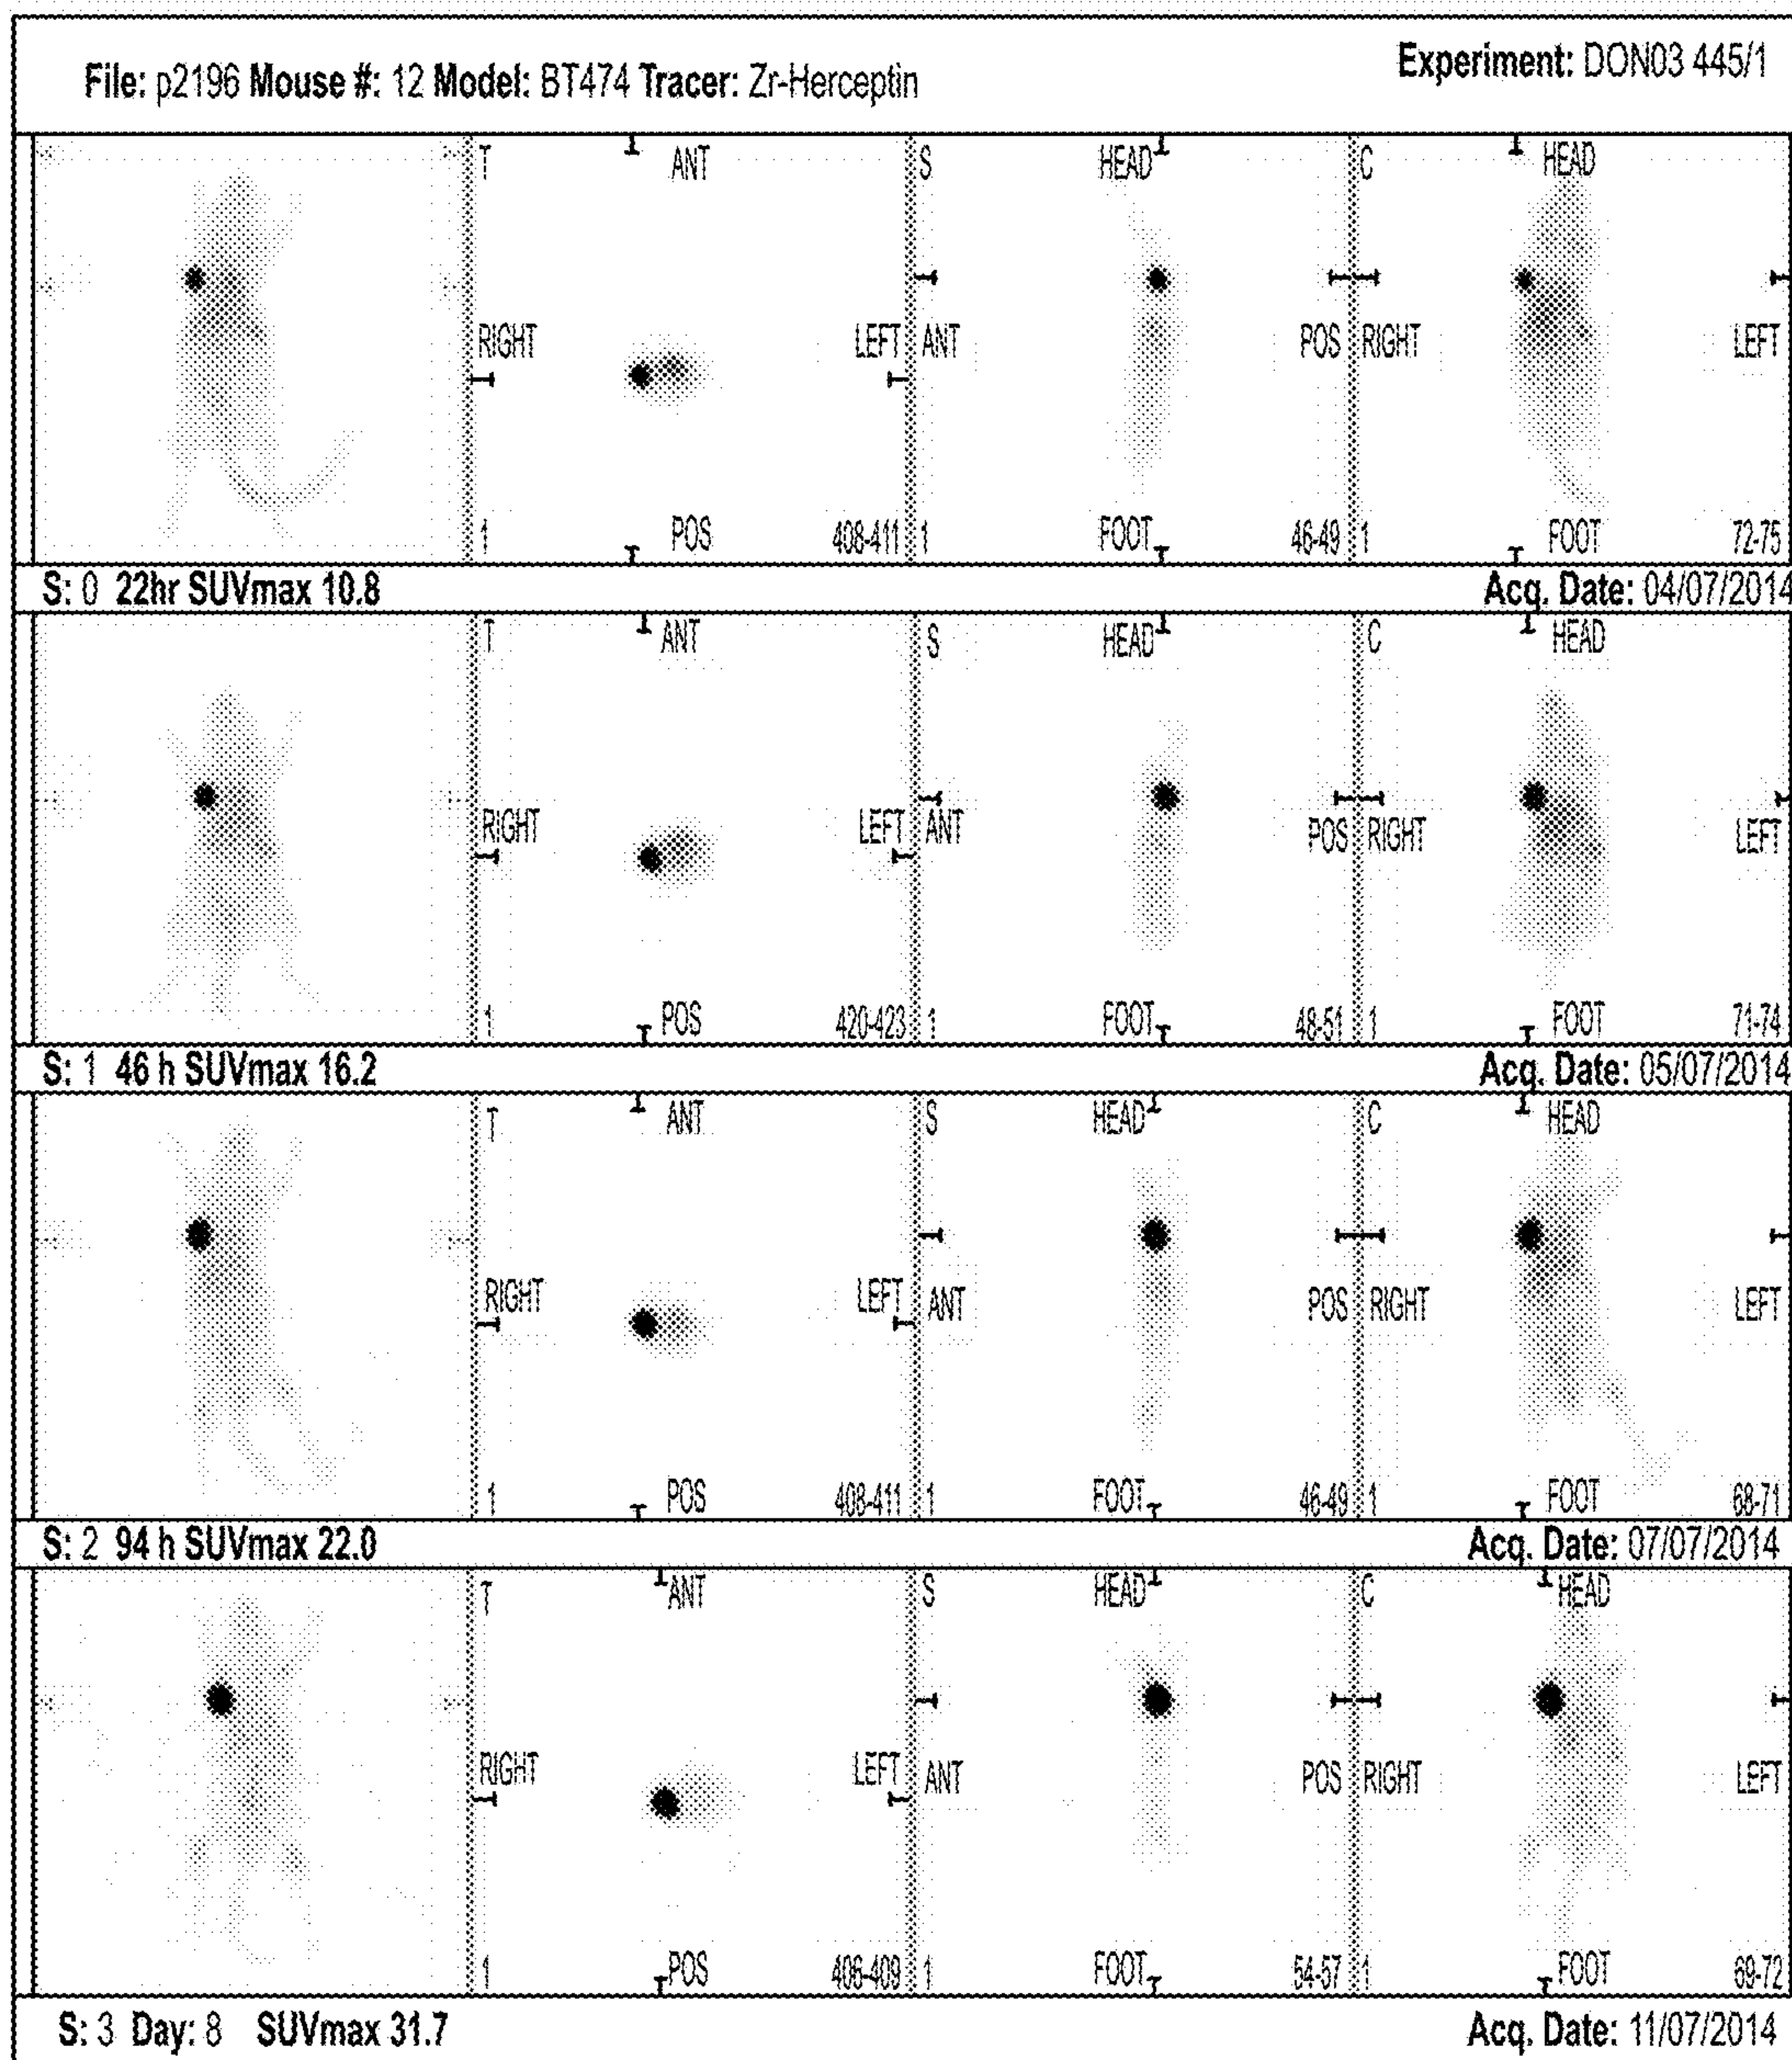 File: p2196 Mouse #: 12 Model: BT474 Tracer: Zr-Herceptin Experiment: DON03 445/1
T ANT S HEAD C HEAD
RIGHT LEFT ANT POS RIGHT LEFT
1 POS 408-411 1 FOOT 46-49 1 FOOT 72-75
S: 0 22hr SUVmax 10.8 Acq. Date: 04/07/2014
T ANT S HEAD C HEAD
RIGHT LEFT ANT POS RIGHT LEFT
1 POS 420-423 1 FOOT 48-51 1 FOOT 71-74
S: 1 46 h SUVmax 16.2 Acq. Date: 05/07/2014
T ANT S HEAD C HEAD
RIGHT LEFT ANT POS RIGHT LEFT
1 POS 408-411 1 FOOT 46-49 1 FOOT 68-71
S: 2 94 h SUVmax 22.0 Acq. Date: 07/07/2014
T ANT S HEAD C HEAD
RIGHT LEFT ANT POS RIGHT LEFT
1 POS 406-409 1 FOOT 54-57 1 FOOT 69-72
S: 3 Day: 8 SUVmax 31.7 Acq. Date: 11/07/2014